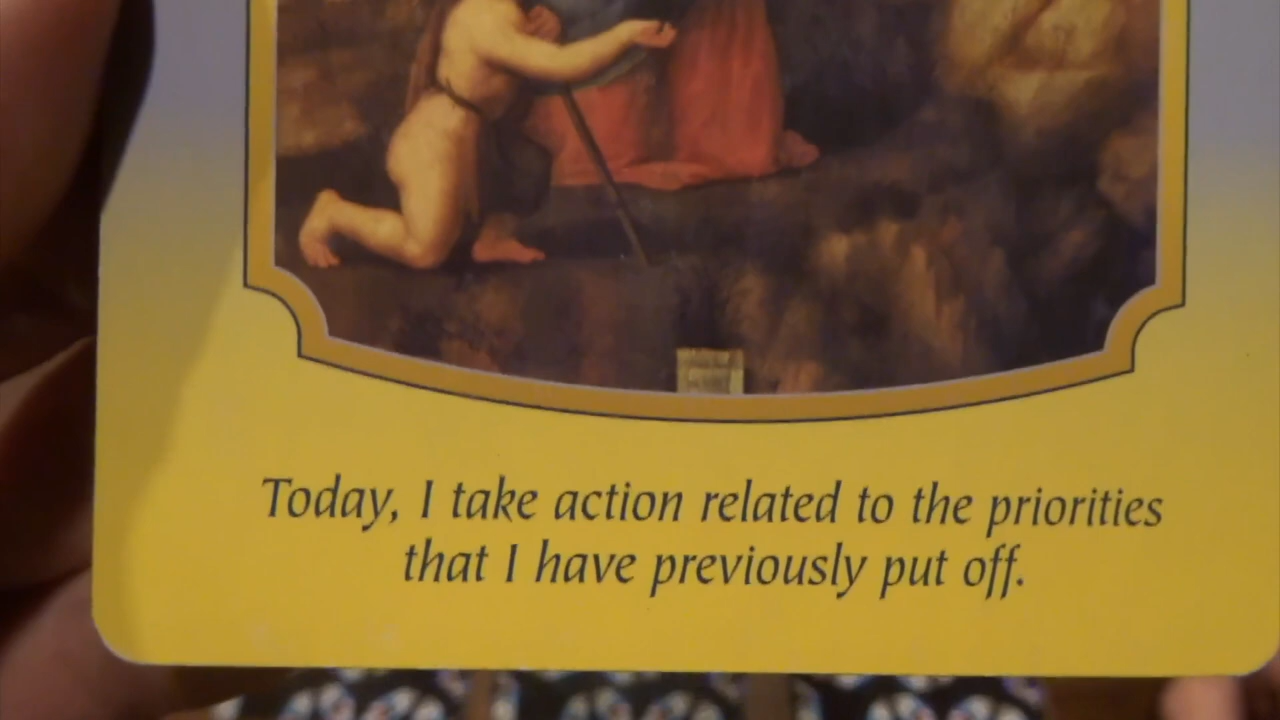 Today, I take action related to the priorities
that I have previously put off.